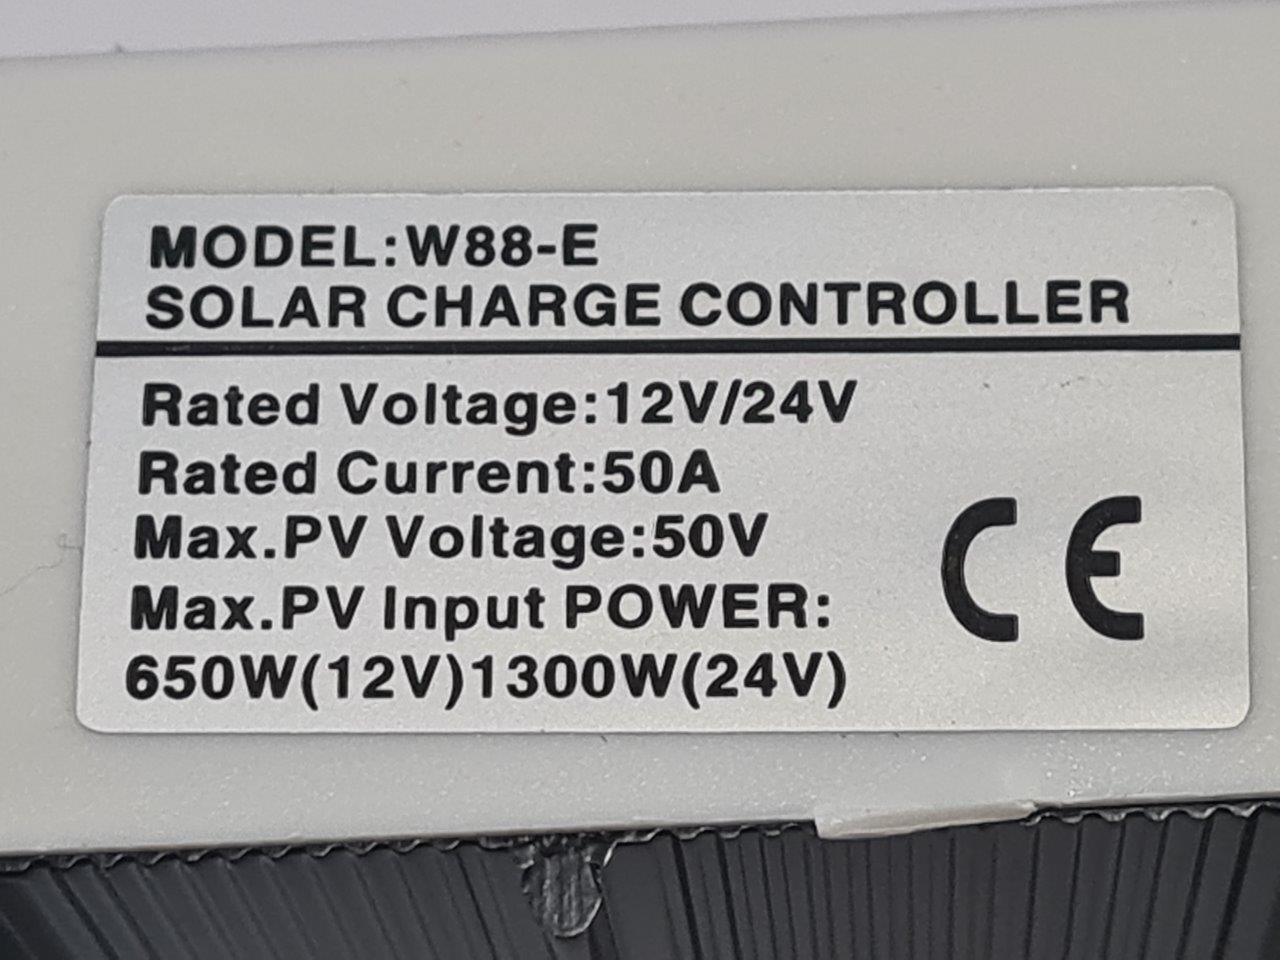 MODEL:W88-E
SOLAR CHARGE CONTROLLER
Rated Voltage:12V/24V
Rated Current:50A
Max.PV Voltage:50V
Max.PV Input POWER:
650W(12V)1300W(24V)
CE